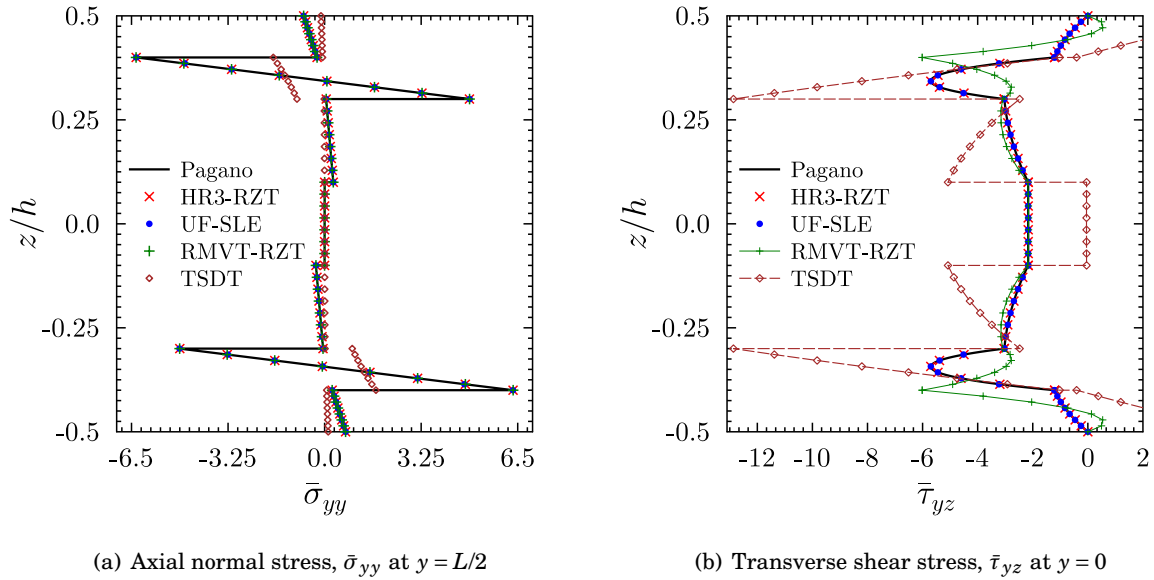 0.5
0.25
0.0
-0.25
-0.5
z/h
Pagano
HR3-RZT
UF-SLE
RMVT-RZT
TSDT
-6.5 -3.25 0.0 3.25 6.5
σ̄yy
(a) Axial normal stress, σ̄yy at y = L/2
0.5
0.25
0.0
-0.25
-0.5
z/h
Pagano
HR3-RZT
UF-SLE
RMVT-RZT
TSDT
-12 -10 -8 -6 -4 -2 0 2
τ̄yz
(b) Transverse shear stress, τ̄yz at y = 0